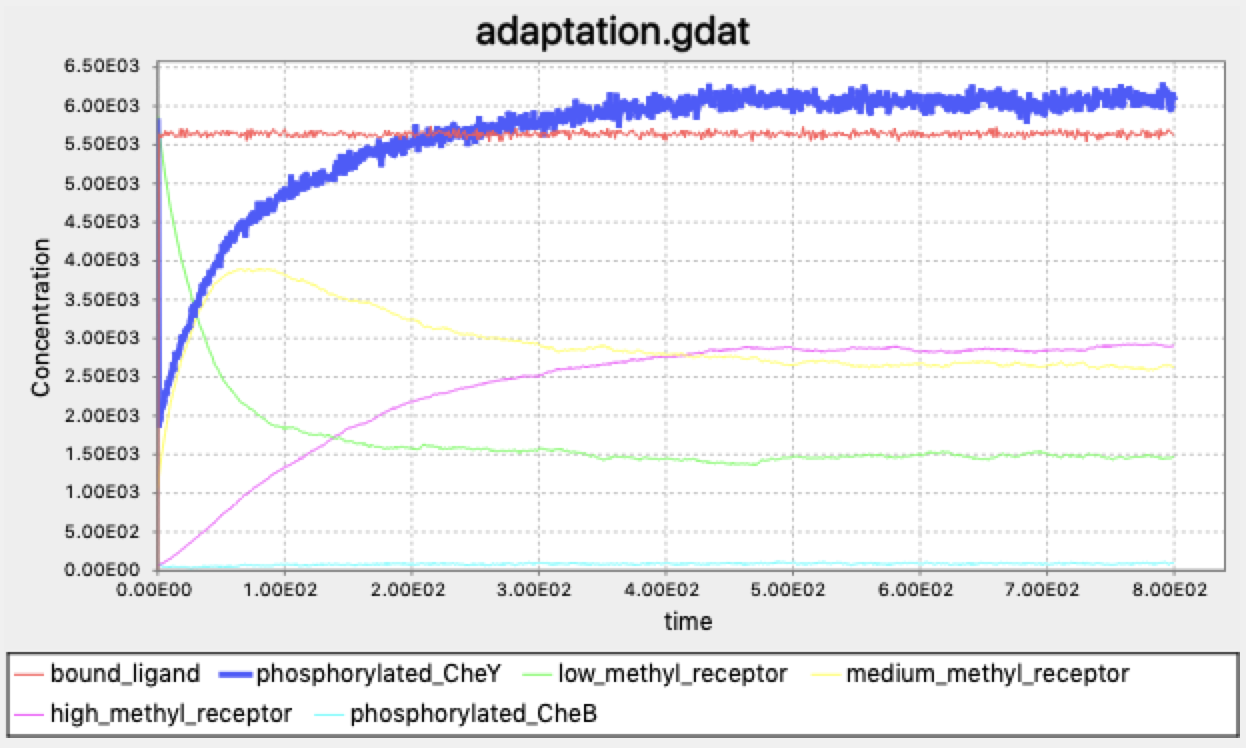 adaptation.gdat
6.50E03
6.00E03
5.50E03
5.00E03
4.50E03
4.00E03
3.50E03
3.00E03
2.50E03
2.00E03
1.50E03
1.00E03
5.00E02
0.00E00
Concentration
0.00E00 1.00E02 2.00E02 3.00E02 4.00E02 5.00E02 6.00E02 7.00E02 8.00E02
time
bound_ligand phosphorylated_CheY low_methyl_receptor medium_methyl_receptor
high_methyl_receptor phosphorylated_CheB